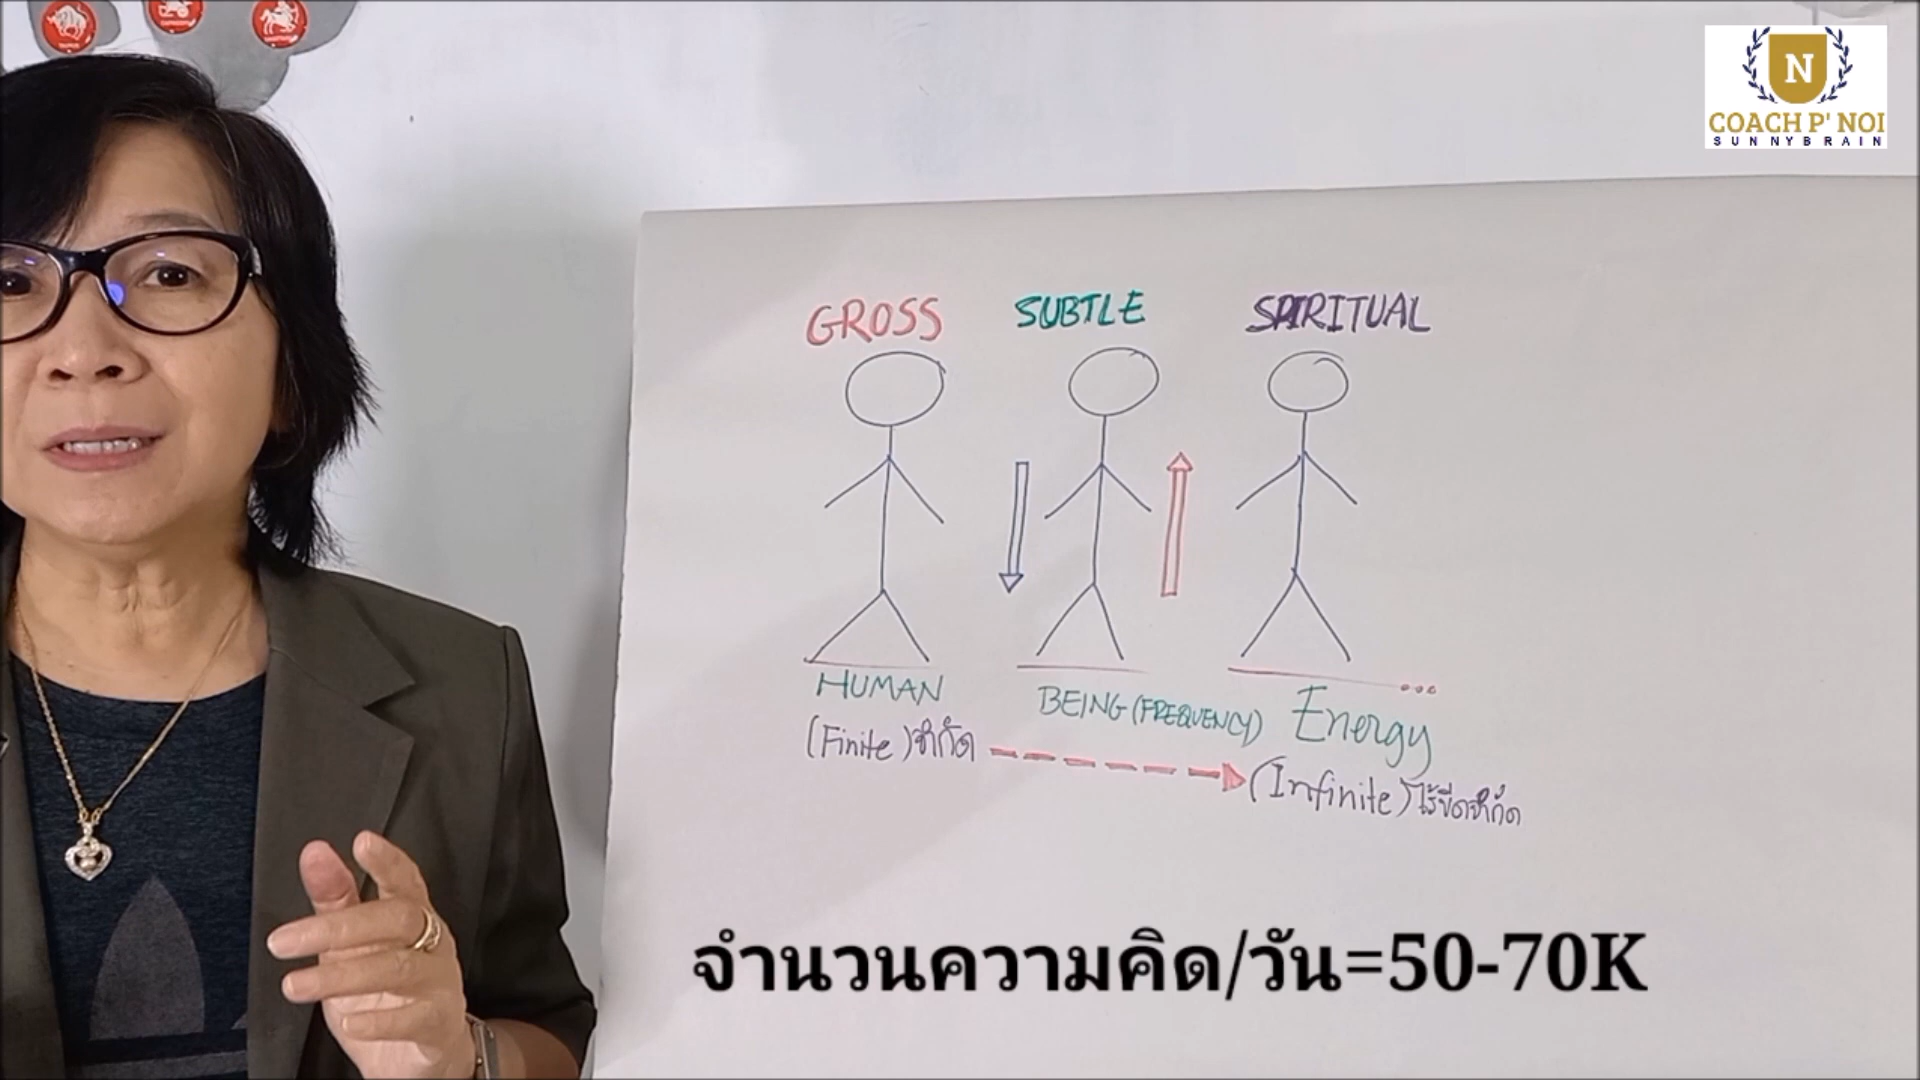 N
COACH P' NOI
SUNNYBRAIN
GROSS SUBTLE SPIRITUAL
HUMAN BEING (FREQUENCY) Energy
(Finite) จำกัด (Infinite) ไร้ขีดจำกัด
จำนวนความคิด/วัน=50-70K